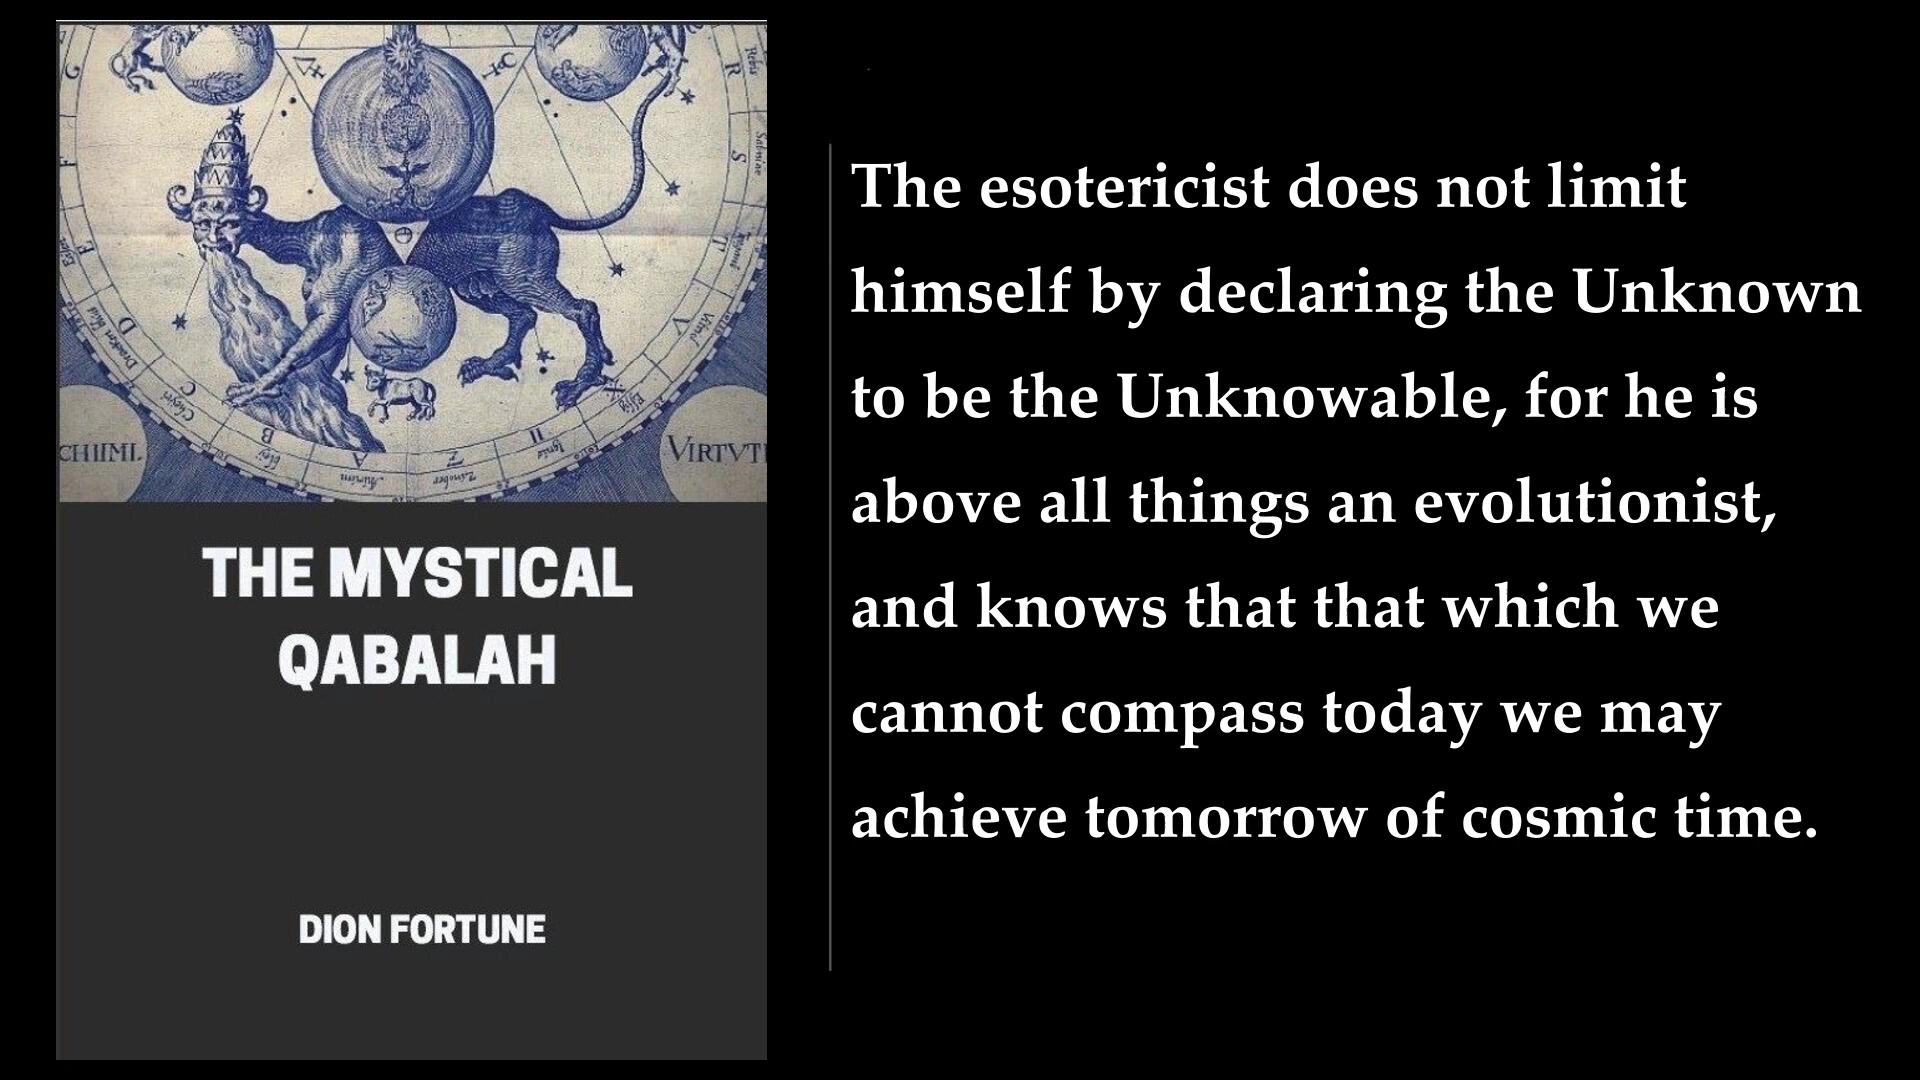 CHIIMI.
VIRTVTI
THE MYSTICAL
QABALAH
DION FORTUNE
The esotericist does not limit
himself by declaring the Unknown
to be the Unknowable, for he is
above all things an evolutionist,
and knows that that which we
cannot compass today we may
achieve tomorrow of cosmic time.